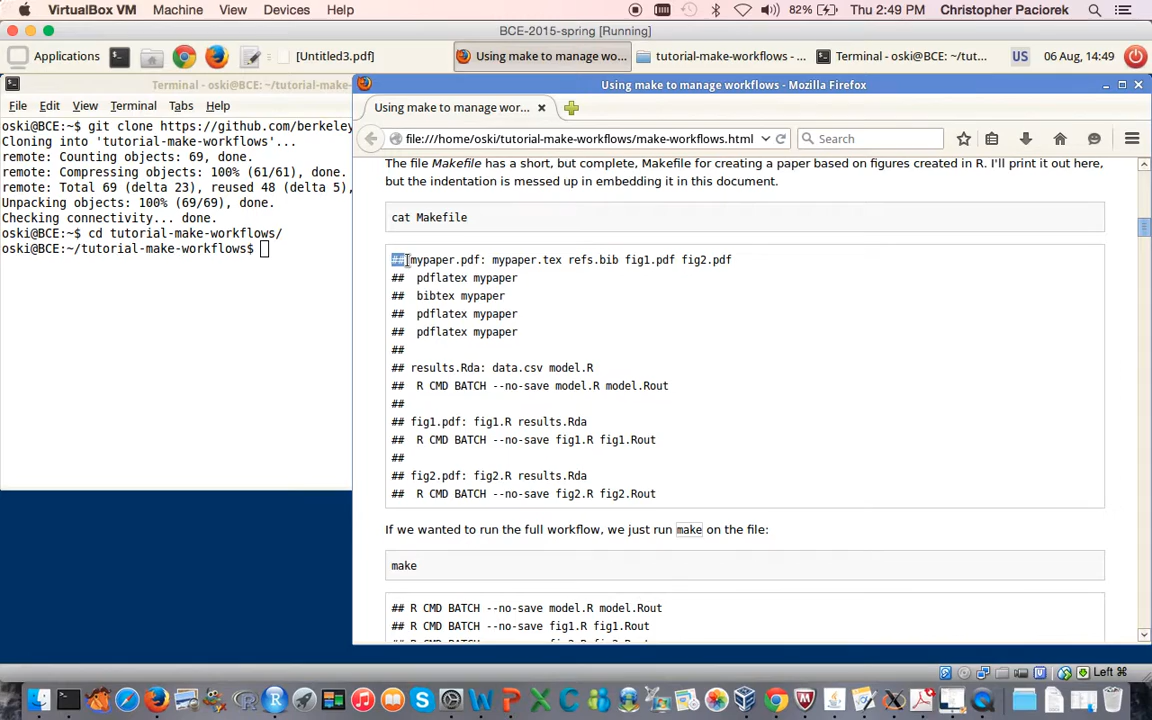 VirtualBox VM Machine View Devices Help 82% Thu 2:49 PM Christopher Paciorek
BCE-2015-spring [Running]
Applications [Untitled3.pdf] Using make to manage wo... tutorial-make-workflows - ... Terminal - oski@BCE: ~/tut... US 06 Aug, 14:49
Terminal - oski@BCE: ~/tutorial-ma
File Edit View Terminal Tabs Help
oski@BCE:~$ git clone https://github.com/berkeley
Cloning into 'tutorial-make-workflows'...
remote: Counting objects: 69, done.
remote: Compressing objects: 100% (61/61), done.
remote: Total 69 (delta 23), reused 48 (delta 5),
Unpacking objects: 100% (69/69), done.
Checking connectivity... done.
oski@BCE:~$ cd tutorial-make-workflows/
oski@BCE:~/tutorial-make-workflows$
Using make to manage workflows - Mozilla Firefox
Using make to manage wor...
file:///home/oski/tutorial-make-workflows/make-workflows.html Search
The file Makefile has a short, but complete, Makefile for creating a paper based on figures created in R. I'll print it out here,
but the indentation is messed up in embedding it in this document.
cat Makefile
## mypaper.pdf: mypaper.tex refs.bib fig1.pdf fig2.pdf
## pdflatex mypaper
## bibtex mypaper
## pdflatex mypaper
## pdflatex mypaper
##
## results.Rda: data.csv model.R
## R CMD BATCH --no-save model.R model.Rout
##
## fig1.pdf: fig1.R results.Rda
## R CMD BATCH --no-save fig1.R fig1.Rout
##
## fig2.pdf: fig2.R results.Rda
## R CMD BATCH --no-save fig2.R fig2.Rout
If we wanted to run the full workflow, we just run make on the file:
make
## R CMD BATCH --no-save model.R model.Rout
## R CMD BATCH --no-save fig1.R fig1.Rout
## R CMD BATCH --no-save fig2.R fig2.Rout
Left ⌘